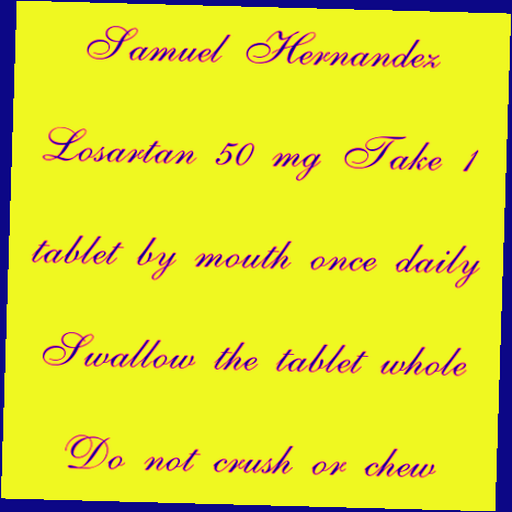 Samuel Hernandez
Losartan 50 mg Take 1
tablet by mouth once daily
Swallow the tablet whole
Do not crush or chew